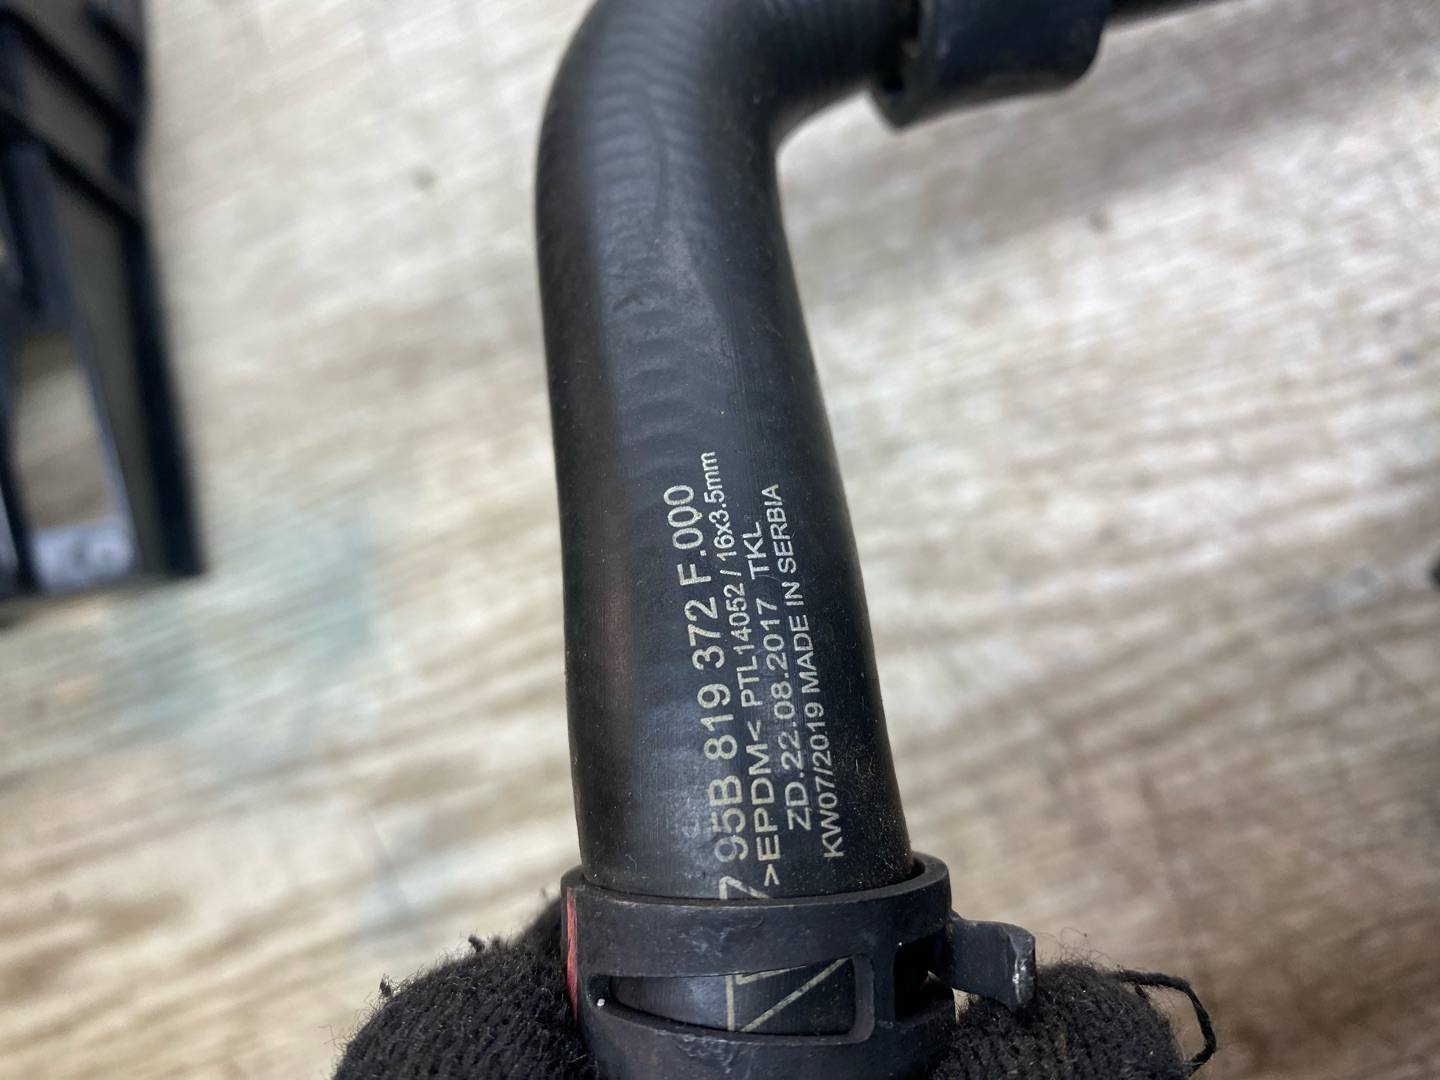 95B 819 372 F.000
>EPDM< PTL14052 / 16x3.5mm
ZD.22.08.2017 TKL
KW07/2019 MADE IN SERBIA